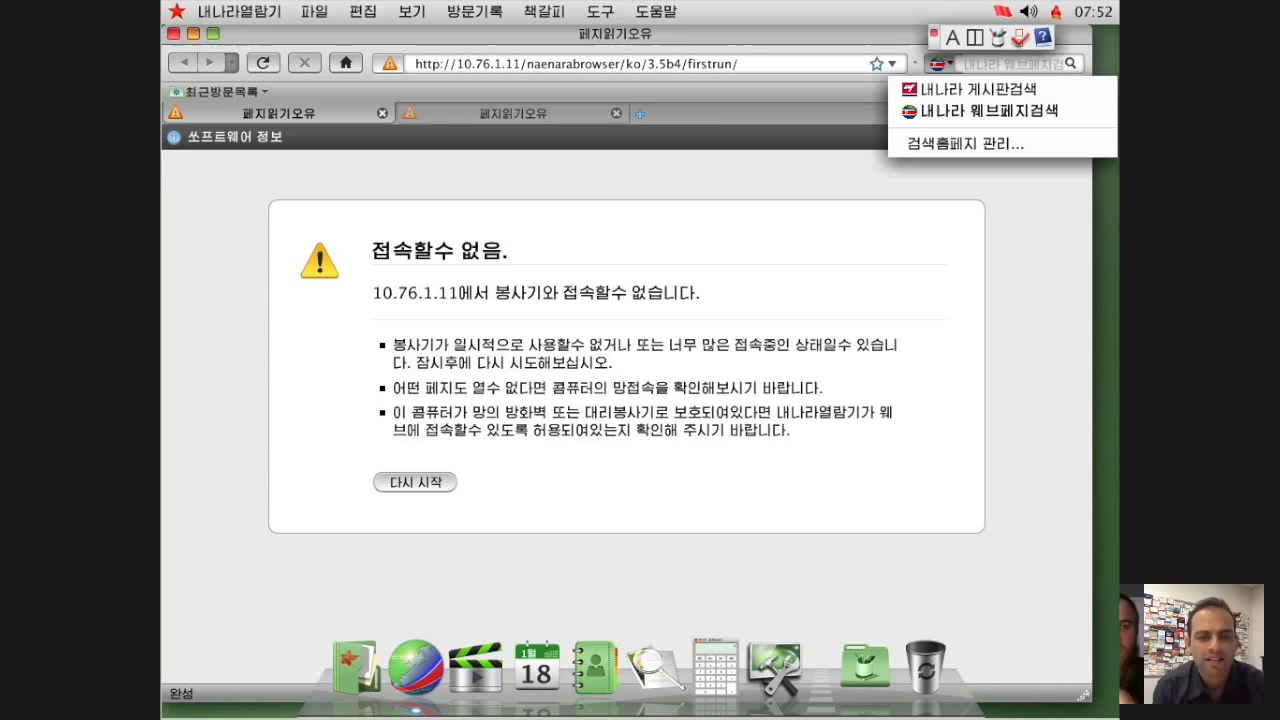 내나라열람기 파일 편집 보기 방문기록 책갈피 도구 도움말 07:52
페지읽기오유
http://10.76.1.11/naenarabrowser/ko/3.5b4/firstrun/ 내나라 웹브페지검
최근방문목록
페지읽기오유 페지읽기오유
쏘프트웨어 정보
내나라 게시판검색
내나라 웨브페지검색
검색홈페지 관리...
접속할수 없음.
10.76.1.11에서 봉사기와 접속할수 없습니다.
봉사기가 일시적으로 사용할수 없거나 또는 너무 많은 접속중인 상태일수 있습니
다. 잠시후에 다시 시도해보십시오.
어떤 페지도 열수 없다면 콤퓨터의 망접속을 확인해보시기 바랍니다.
이 콤퓨터가 망의 방화벽 또는 대리봉사기로 보호되여있다면 내나라열람기가 웨
브에 접속할수 있도록 허용되여있는지 확인해 주시기 바랍니다.
다시 시작
1월
18
완성